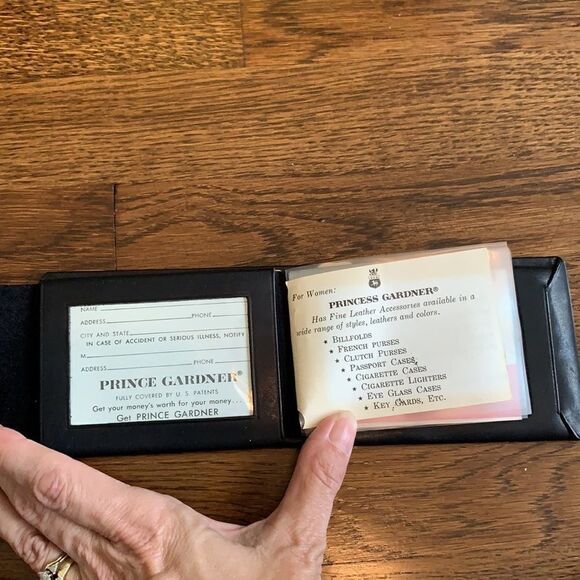 NAME
ADDRESS PHONE
CITY AND STATE
IN CASE OF ACCIDENT OR SERIOUS ILLNESS, NOTIFY
M
ADDRESS PHONE
PRINCE GARDNER®
FULLY COVERED BY U. S. PATENTS
Get your money's worth for your money...
Get PRINCE GARDNER
For Women:
PRINCESS GARDNER®
Has Fine Leather Accessories available in a
wide range of styles, leathers and colors.
★ BILLFOLDS
★ FRENCH PURSES
★ CLUTCH PURSES
★ PASSPORT CASES
★ CIGARETTE CASES
★ CIGARETTE LIGHTERS
★ EYE GLASS CASES
★ KEY GARDS, ETC.